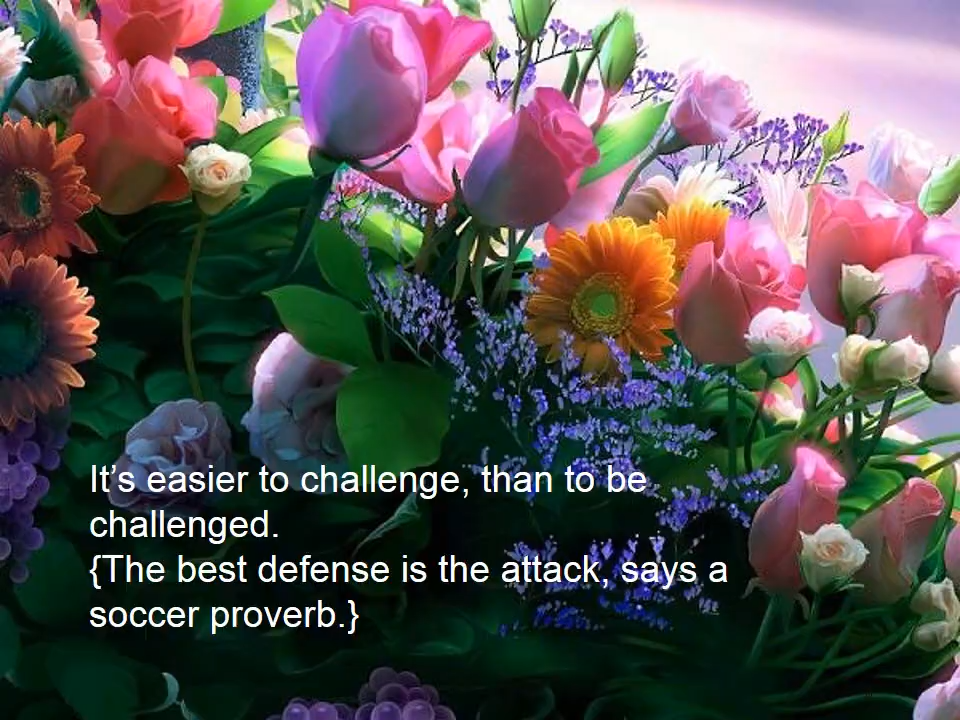 It’s easier to challenge, than to be
challenged.
{The best defense is the attack, says a
soccer proverb.}